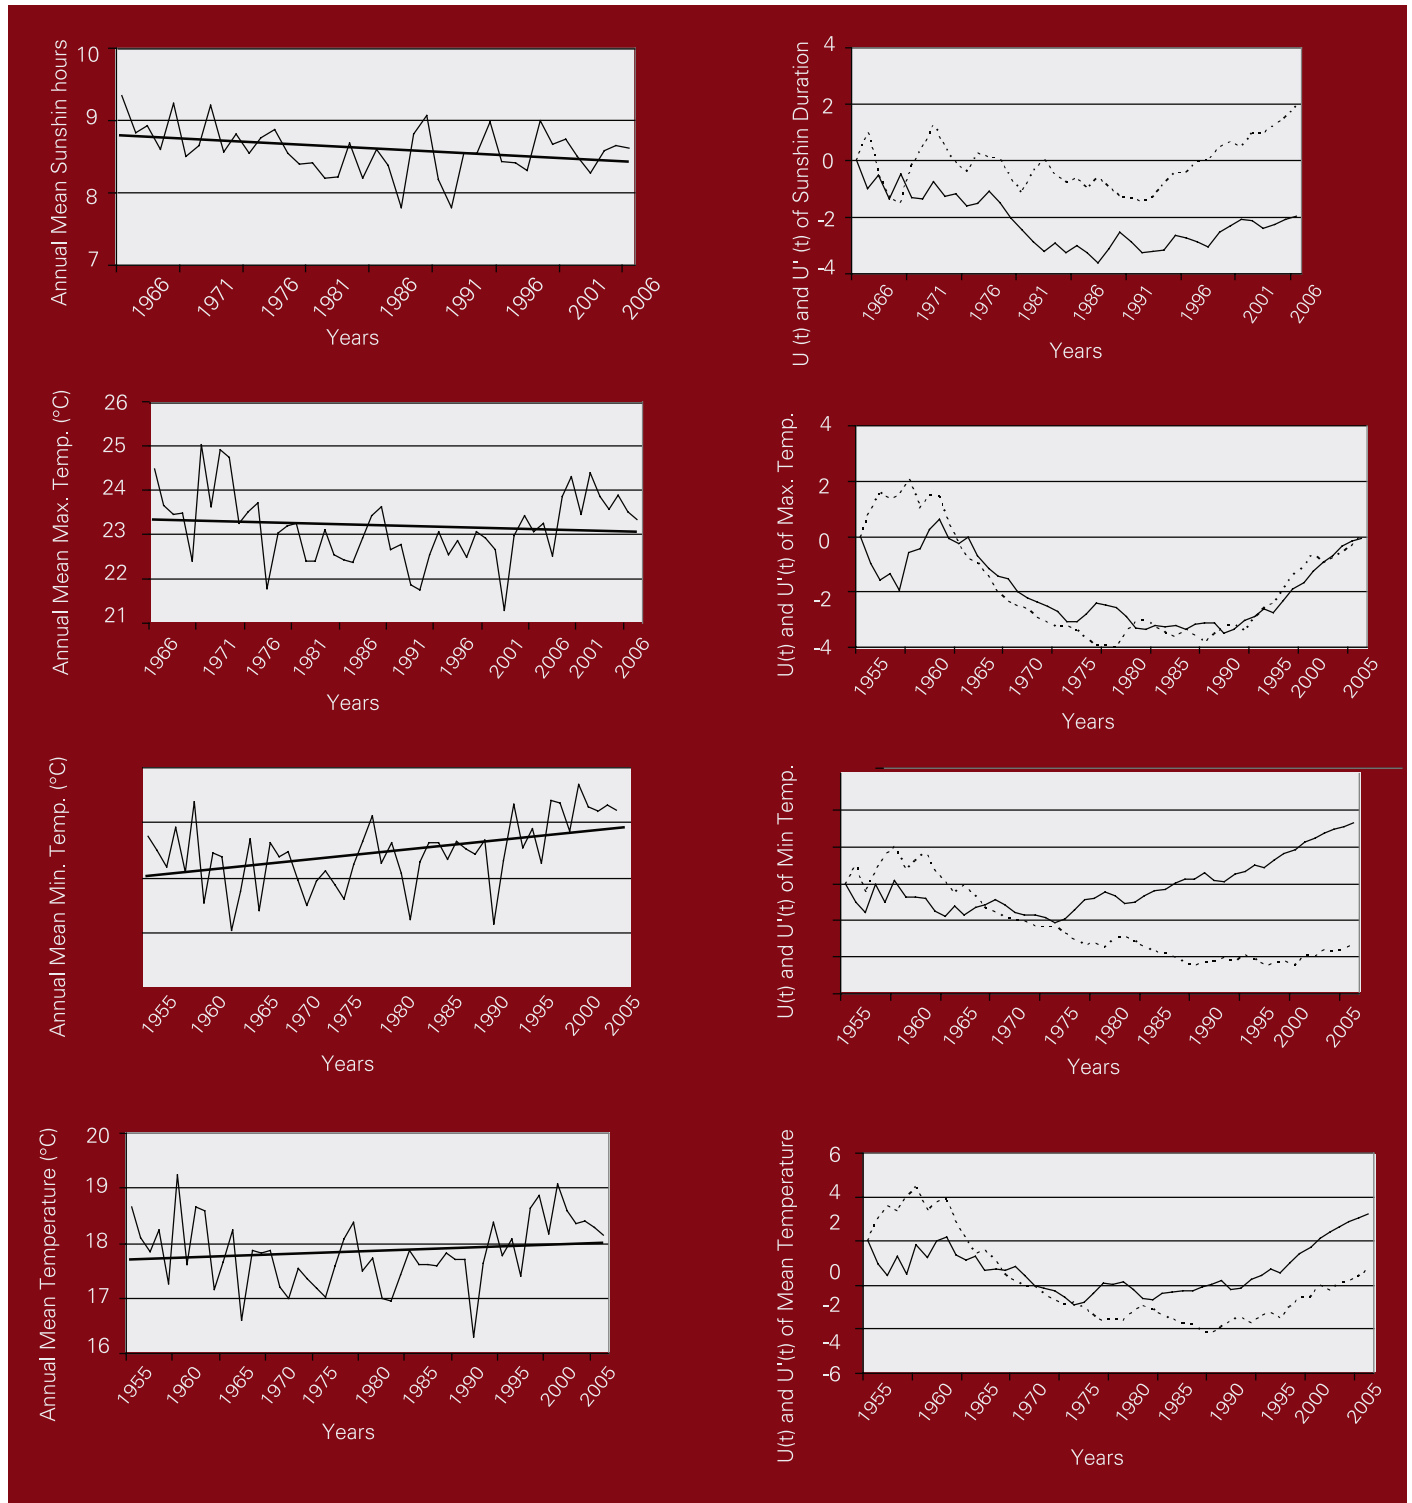 Annual Mean Sunshin hours
10
9
8
7
1966 1971 1976 1981 1986 1991 1996 2001 2006
Years
U (t) and U' (t) of Sunshin Duration
4
2
0
-2
-4
1966 1971 1976 1981 1986 1991 1996 2001 2006
Years
Annual Mean Max. Temp. (°C)
26
25
24
23
22
21
1966 1971 1976 1981 1986 1991 1996 2001 2006 2001 2006
Years
U(t) and U'(t) of Max. Temp.
4
2
0
-2
-4
1955 1960 1965 1970 1975 1980 1985 1990 1995 2000 2005
Years
Annual Mean Min. Temp. (°C)
1955 1960 1965 1970 1975 1980 1985 1990 1995 2000 2005
Years
U(t) and U'(t) of Min Temp.
1955 1960 1965 1970 1975 1980 1985 1990 1995 2000 2005
Years
Annual Mean Temperature (°C)
20
19
18
17
16
1955 1960 1965 1970 1975 1980 1985 1990 1995 2000 2005
Years
U(t) and U'(t) of Mean Temperature
6
4
2
0
-2
-4
-6
1955 1960 1965 1970 1975 1980 1985 1990 1995 2000 2005
Years